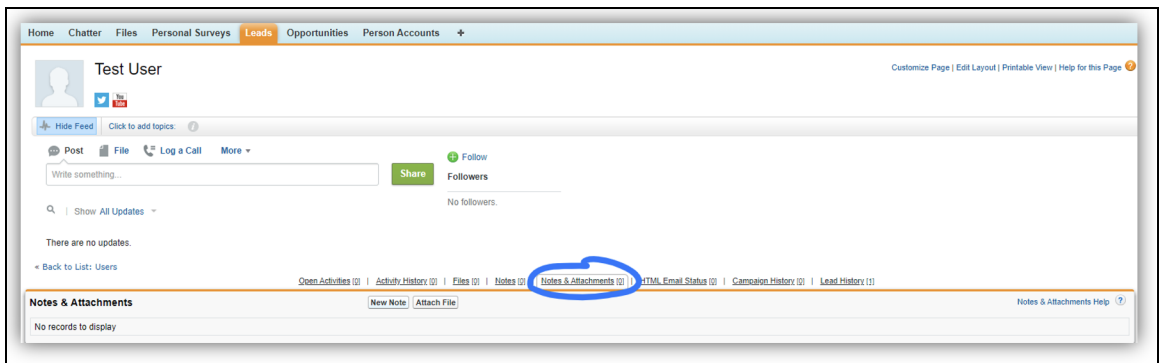 Home Chatter Files Personal Surveys Leads Opportunities Person Accounts +
Test User
Customize Page | Edit Layout | Printable View | Help for this Page ?
You Tube
Hide Feed Click to add topics: i
Post File Log a Call More
Follow
Write something... Share
Followers
No followers.
Show All Updates
There are no updates.
« Back to List: Users
Open Activities [0] | Activity History [0] | Files [0] | Notes [0] | Notes & Attachments [0] | HTML Email Status [0] | Campaign History [0] | Lead History [1]
Notes & Attachments New Note Attach File Notes & Attachments Help ?
No records to display